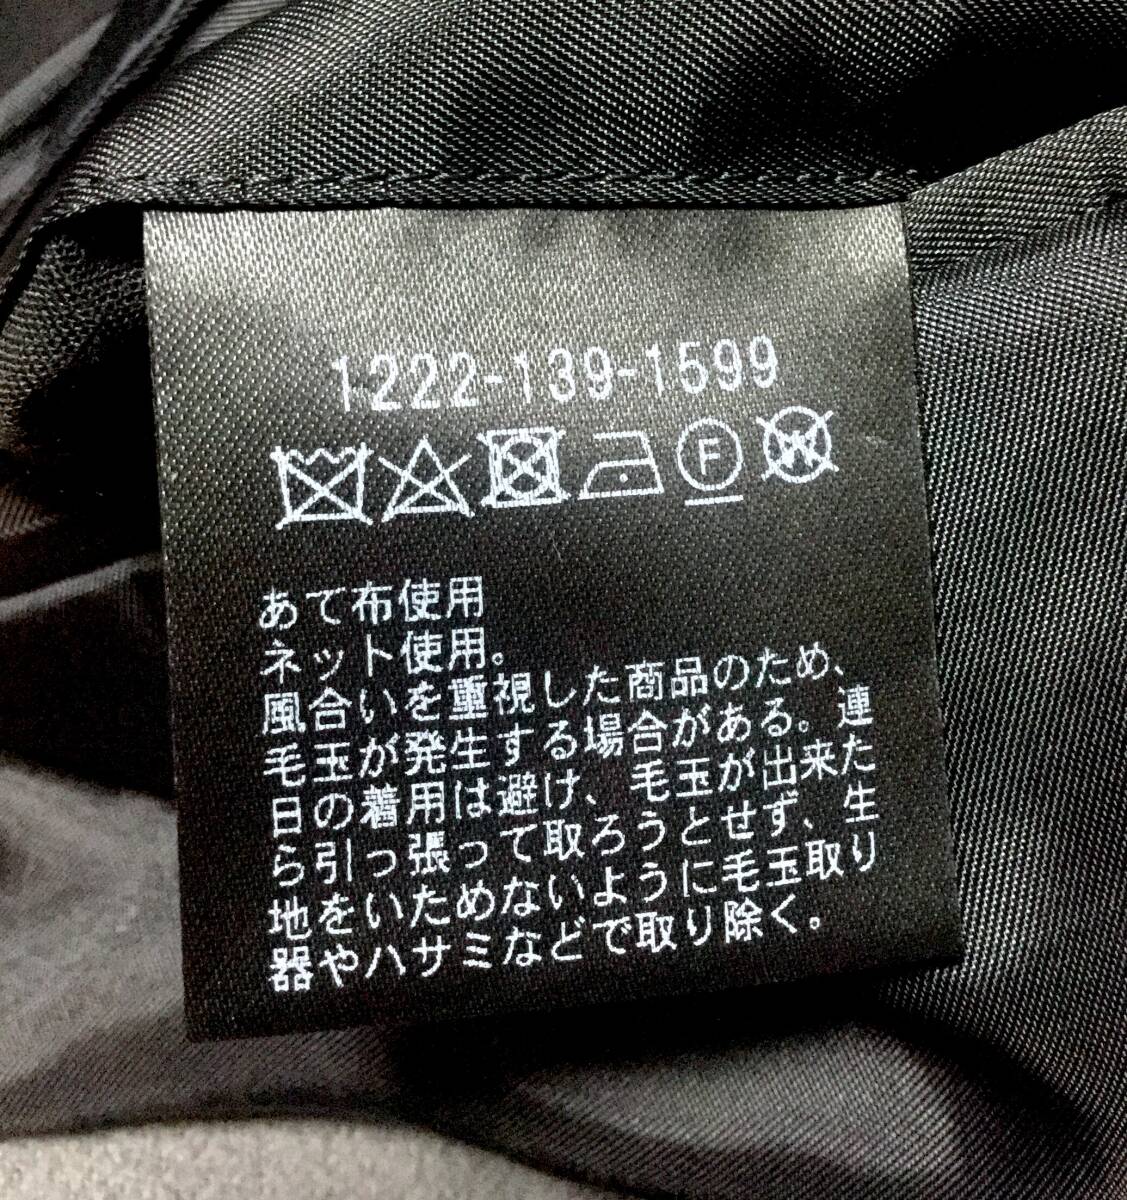 1222-139-1599
F W
あて布使用
ネット使用。
風合いを重視した商品のため、
毛玉が発生する場合がある。連
日の着用は避け、毛玉が出来た
ら引っ張って取ろうとせず、生
地をいためないように毛玉取り
器やハサミなどで取り除く。